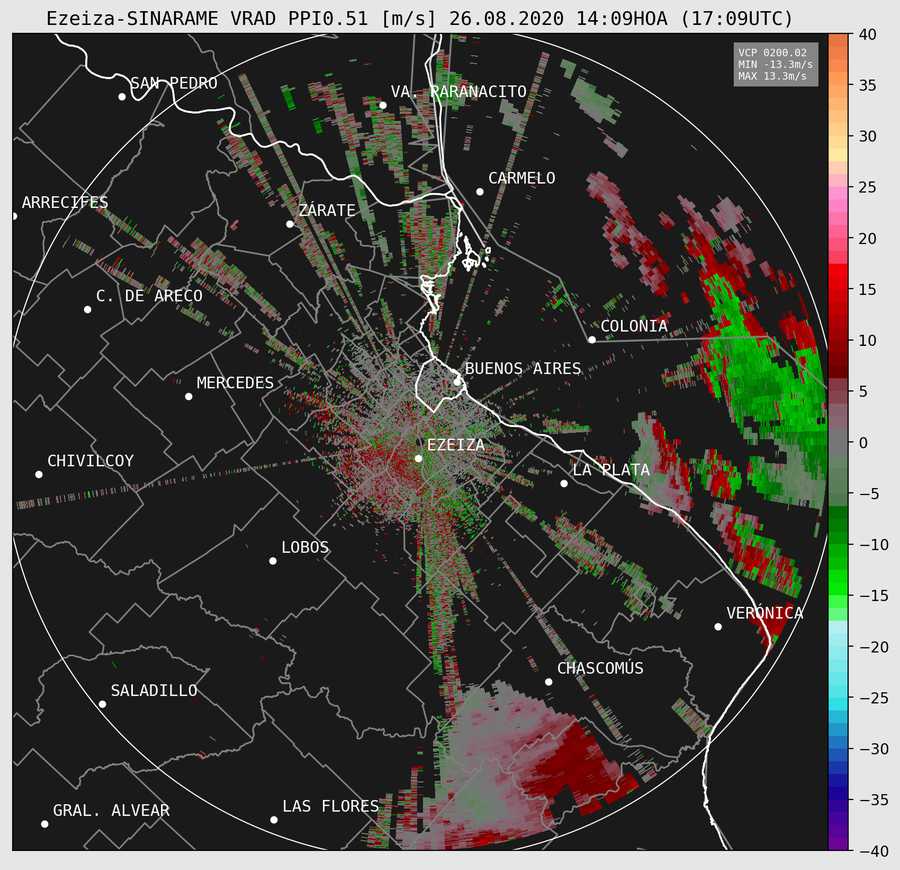 Ezeiza-SINARAME VRAD PPI0.51 [m/s] 26.08.2020 14:09HOA (17:09UTC)
VCP 0200.02
MIN -13.3m/s
MAX 13.3m/s
SAN PEDRO
VA. PARANACITO
CARMELO
ARRECIFES
ZÁRATE
C. DE ARECO
COLONIA
BUENOS AIRES
MERCEDES
EZEIZA
CHIVILCOY
LA PLATA
LOBOS
VERÓNICA
CHASCOMÚS
SALADILLO
LAS FLORES
GRAL. ALVEAR
40
35
30
25
20
15
10
5
0
−5
−10
−15
−20
−25
−30
−35
−40